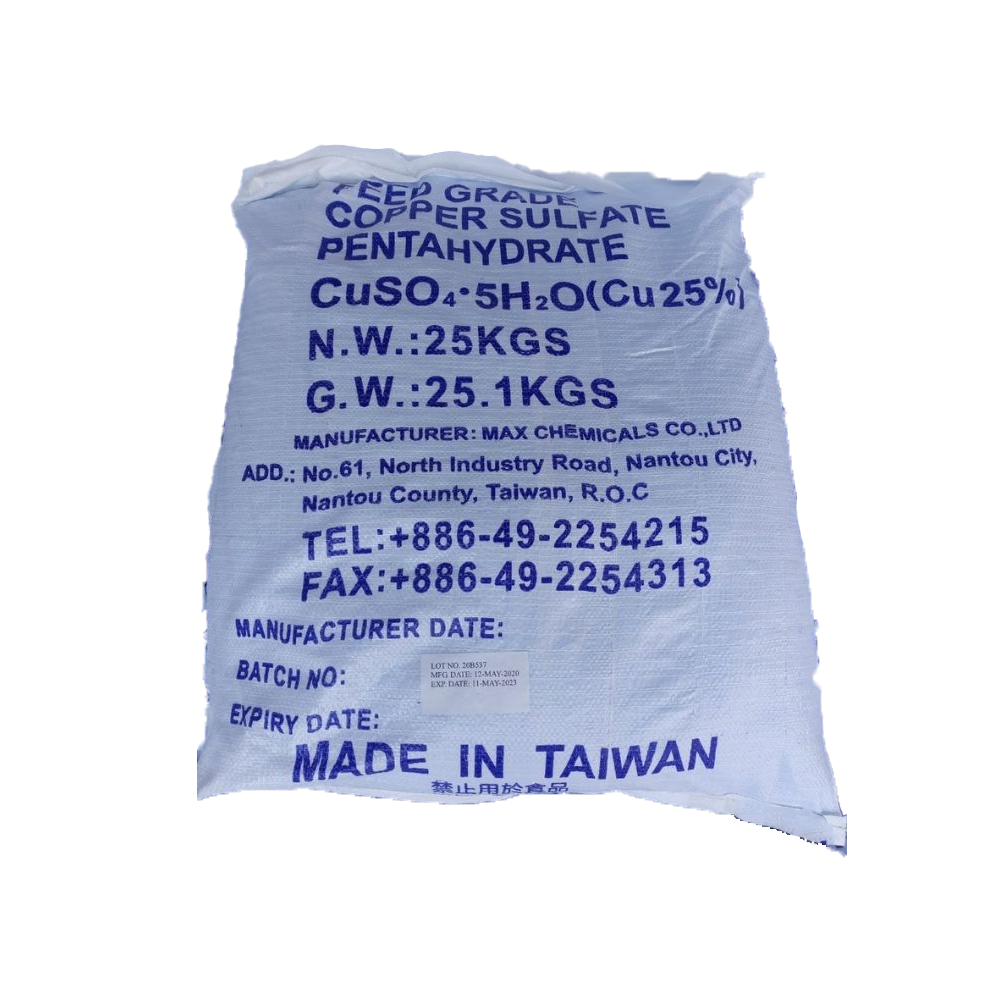 FEED GRADE
COPPER SULFATE
PENTAHYDRATE
CuSO₄·5H₂O(Cu 25%)
N.W.:25KGS
G.W.:25.1KGS
MANUFACTURER: MAX CHEMICALS CO.,LTD
ADD.: No.61, North Industry Road, Nantou City,
Nantou County, Taiwan, R.O.C
TEL:+886-49-2254215
FAX:+886-49-2254313
MANUFACTURER DATE:
BATCH NO:
LOT NO. 20B537
MFG DATE: 12-MAY-2020
EXP. DATE: 11-MAY-2023
EXPIRY DATE:
MADE IN TAIWAN
禁止用於食品